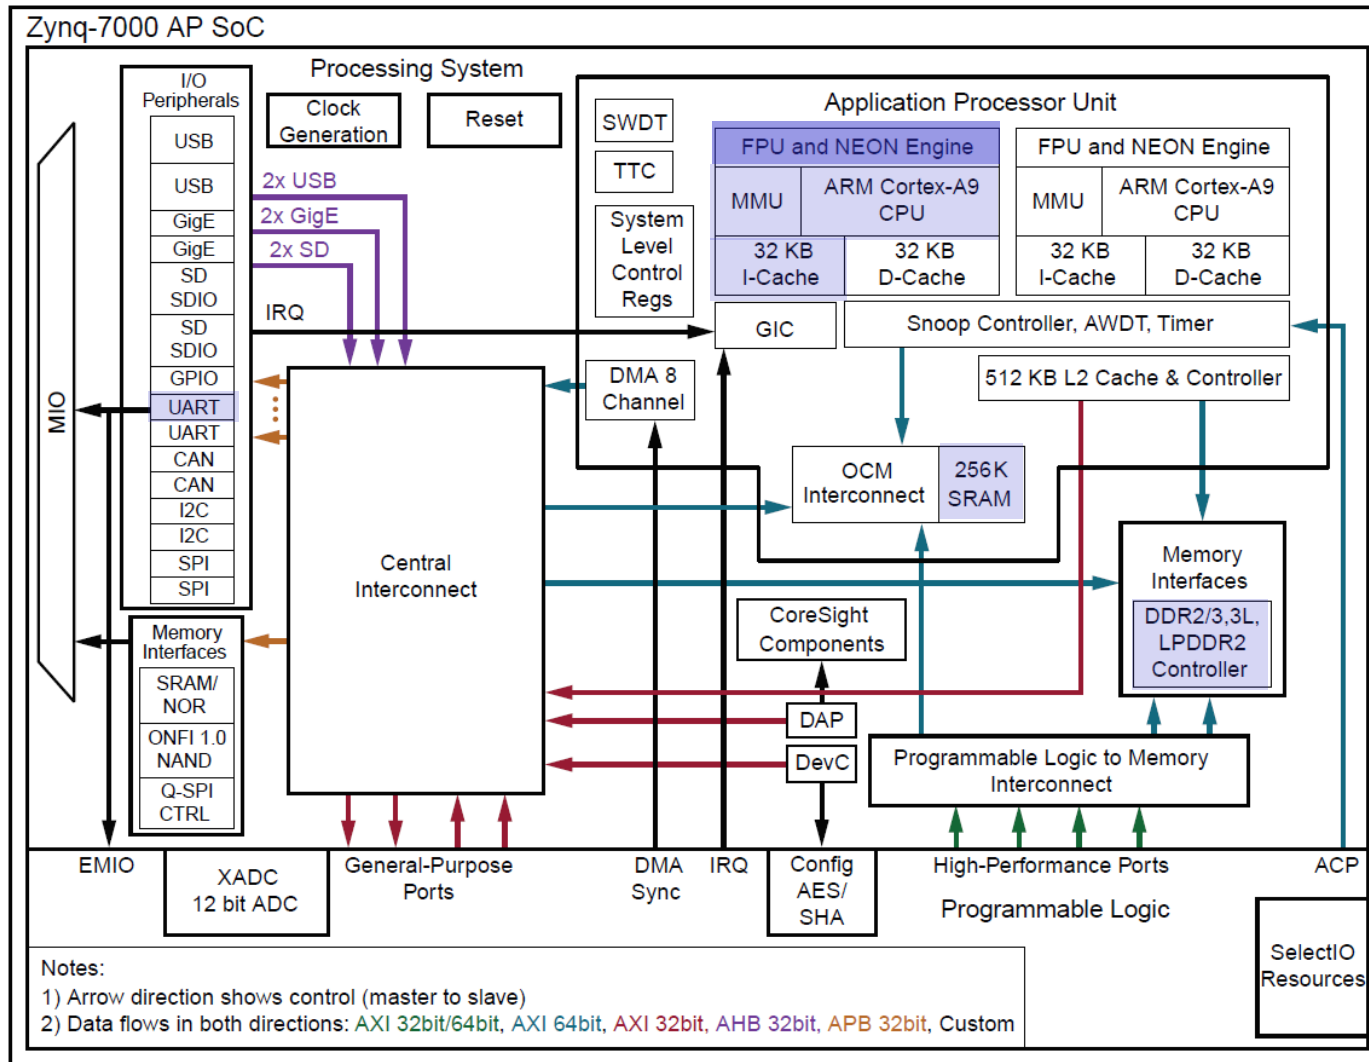 Zynq-7000 AP SoC
Processing System
I/O
Peripherals
USB
USB
GigE
GigE
SD
SDIO
SD
SDIO
GPIO
UART
UART
CAN
CAN
I2C
I2C
SPI
SPI
MIO
Memory
Interfaces
SRAM/
NOR
ONFI 1.0
NAND
Q-SPI
CTRL
Clock
Generation
Reset
2x USB
2x GigE
2x SD
IRQ
Central
Interconnect
Application Processor Unit
SWDT
TTC
System
Level
Control
Regs
FPU and NEON Engine
MMU
ARM Cortex-A9
CPU
32 KB
I-Cache
32 KB
D-Cache
FPU and NEON Engine
MMU
ARM Cortex-A9
CPU
32 KB
I-Cache
32 KB
D-Cache
GIC
Snoop Controller, AWDT, Timer
DMA 8
Channel
512 KB L2 Cache & Controller
OCM
Interconnect
256K
SRAM
Memory
Interfaces
DDR2/3,3L,
LPDDR2
Controller
CoreSight
Components
DAP
DevC
Programmable Logic to Memory
Interconnect
EMIO
XADC
12 bit ADC
General-Purpose
Ports
DMA
Sync
IRQ
Config
AES/
SHA
High-Performance Ports
ACP
Programmable Logic
SelectIO
Resources
Notes:
1) Arrow direction shows control (master to slave)
2) Data flows in both directions: AXI 32bit/64bit, AXI 64bit, AXI 32bit, AHB 32bit, APB 32bit, Custom